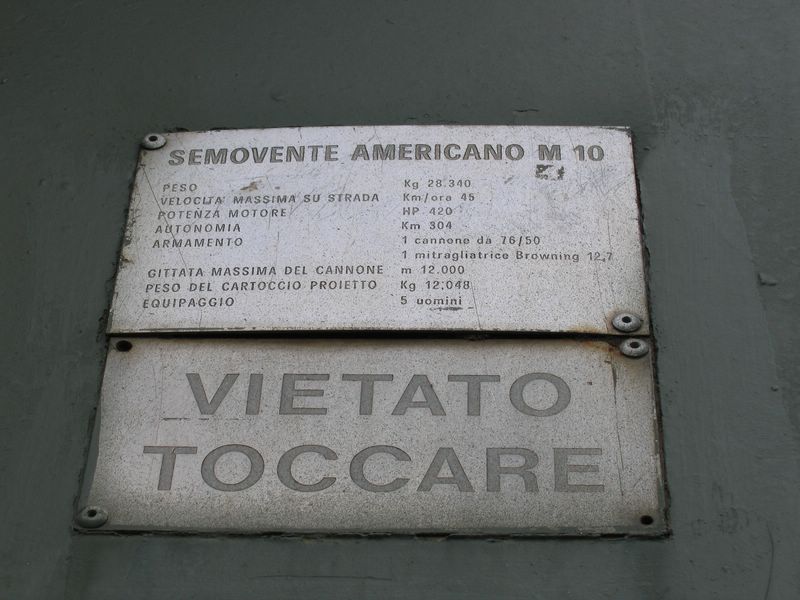 SEMOVENTE AMERICANO M 10
PESO Kg 28.340
VELOCITA' MASSIMA SU STRADA Km/ora 45
POTENZA MOTORE HP 420
AUTONOMIA Km 304
ARMAMENTO 1 cannone da 76/50
1 mitragliatrice Browning 12,7
GITTATA MASSIMA DEL CANNONE m 12.000
PESO DEL CARTOCCIO PROIETTO Kg 12,048
EQUIPAGGIO 5 uomini
VIETATO
TOCCARE